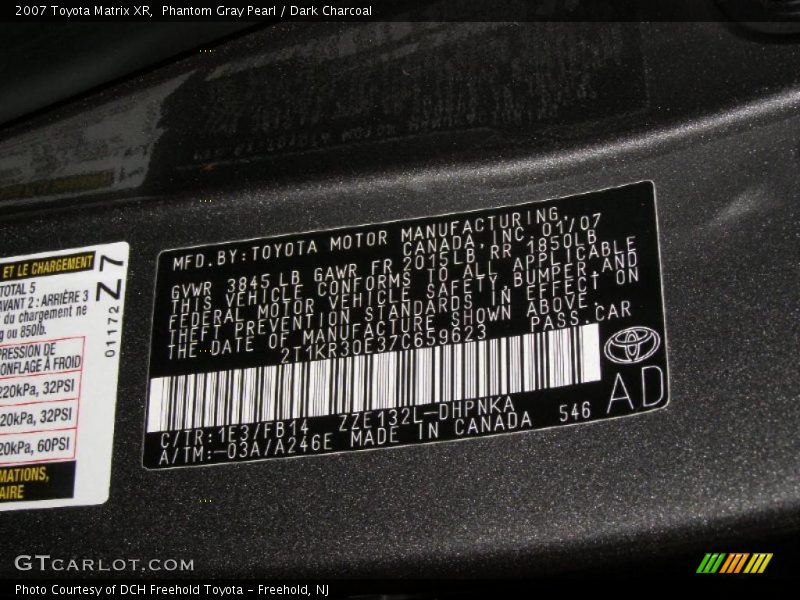 2007 Toyota Matrix XR, Phantom Gray Pearl / Dark Charcoal
MFD.BY:TOYOTA MOTOR MANUFACTURING,
CANADA,INC. 01/07
GVWR 3845 LB GAWR FR 2015LB RR 1850LB
THIS VEHICLE CONFORMS TO ALL APPLICABLE
FEDERAL MOTOR VEHICLE SAFETY,BUMPER,AND
THEFT PREVENTION STANDARDS IN EFFECT ON
THE DATE OF MANUFACTURE SHOWN ABOVE.
2T1KR30E37C659623 PASS.CAR
C/TR:1E3/FB14 ZZE132L-DHPNKA
A/TM:-03A/A246E MADE IN CANADA 546
AD
ET LE CHARGEMENT
TOTAL 5
AVANT 2 : ARRIÈRE 3
du chargement ne
ou 850lb.
PRESSION DE
GONFLAGE À FROID
220kPa, 32PSI
20kPa, 32PSI
20kPa, 60PSI
MATIONS,
AIRE
01172 Z7
GTCARLOT.COM
Photo Courtesy of DCH Freehold Toyota - Freehold, NJ